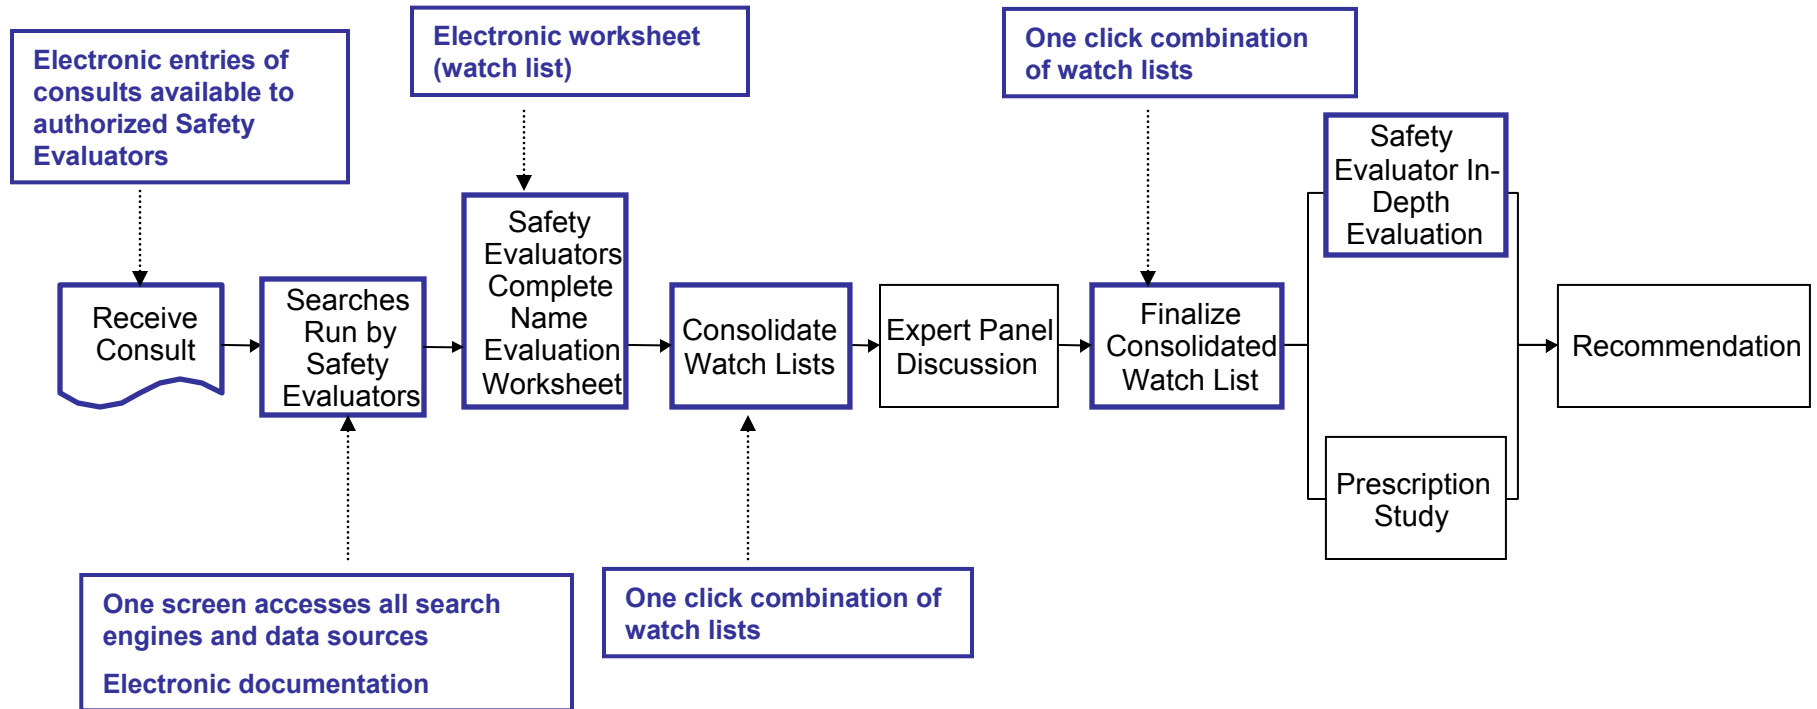 Electronic entries of
consults available to
authorized Safety
Evaluators
Electronic worksheet
(watch list)
One click combination
of watch lists
Receive
Consult
Searches
Run by
Safety
Evaluators
Safety
Evaluators
Complete
Name
Evaluation
Worksheet
Consolidate
Watch Lists
Expert Panel
Discussion
Finalize
Consolidated
Watch List
Safety
Evaluator In-
Depth
Evaluation
Prescription
Study
Recommendation
One screen accesses all search
engines and data sources
Electronic documentation
One click combination of
watch lists